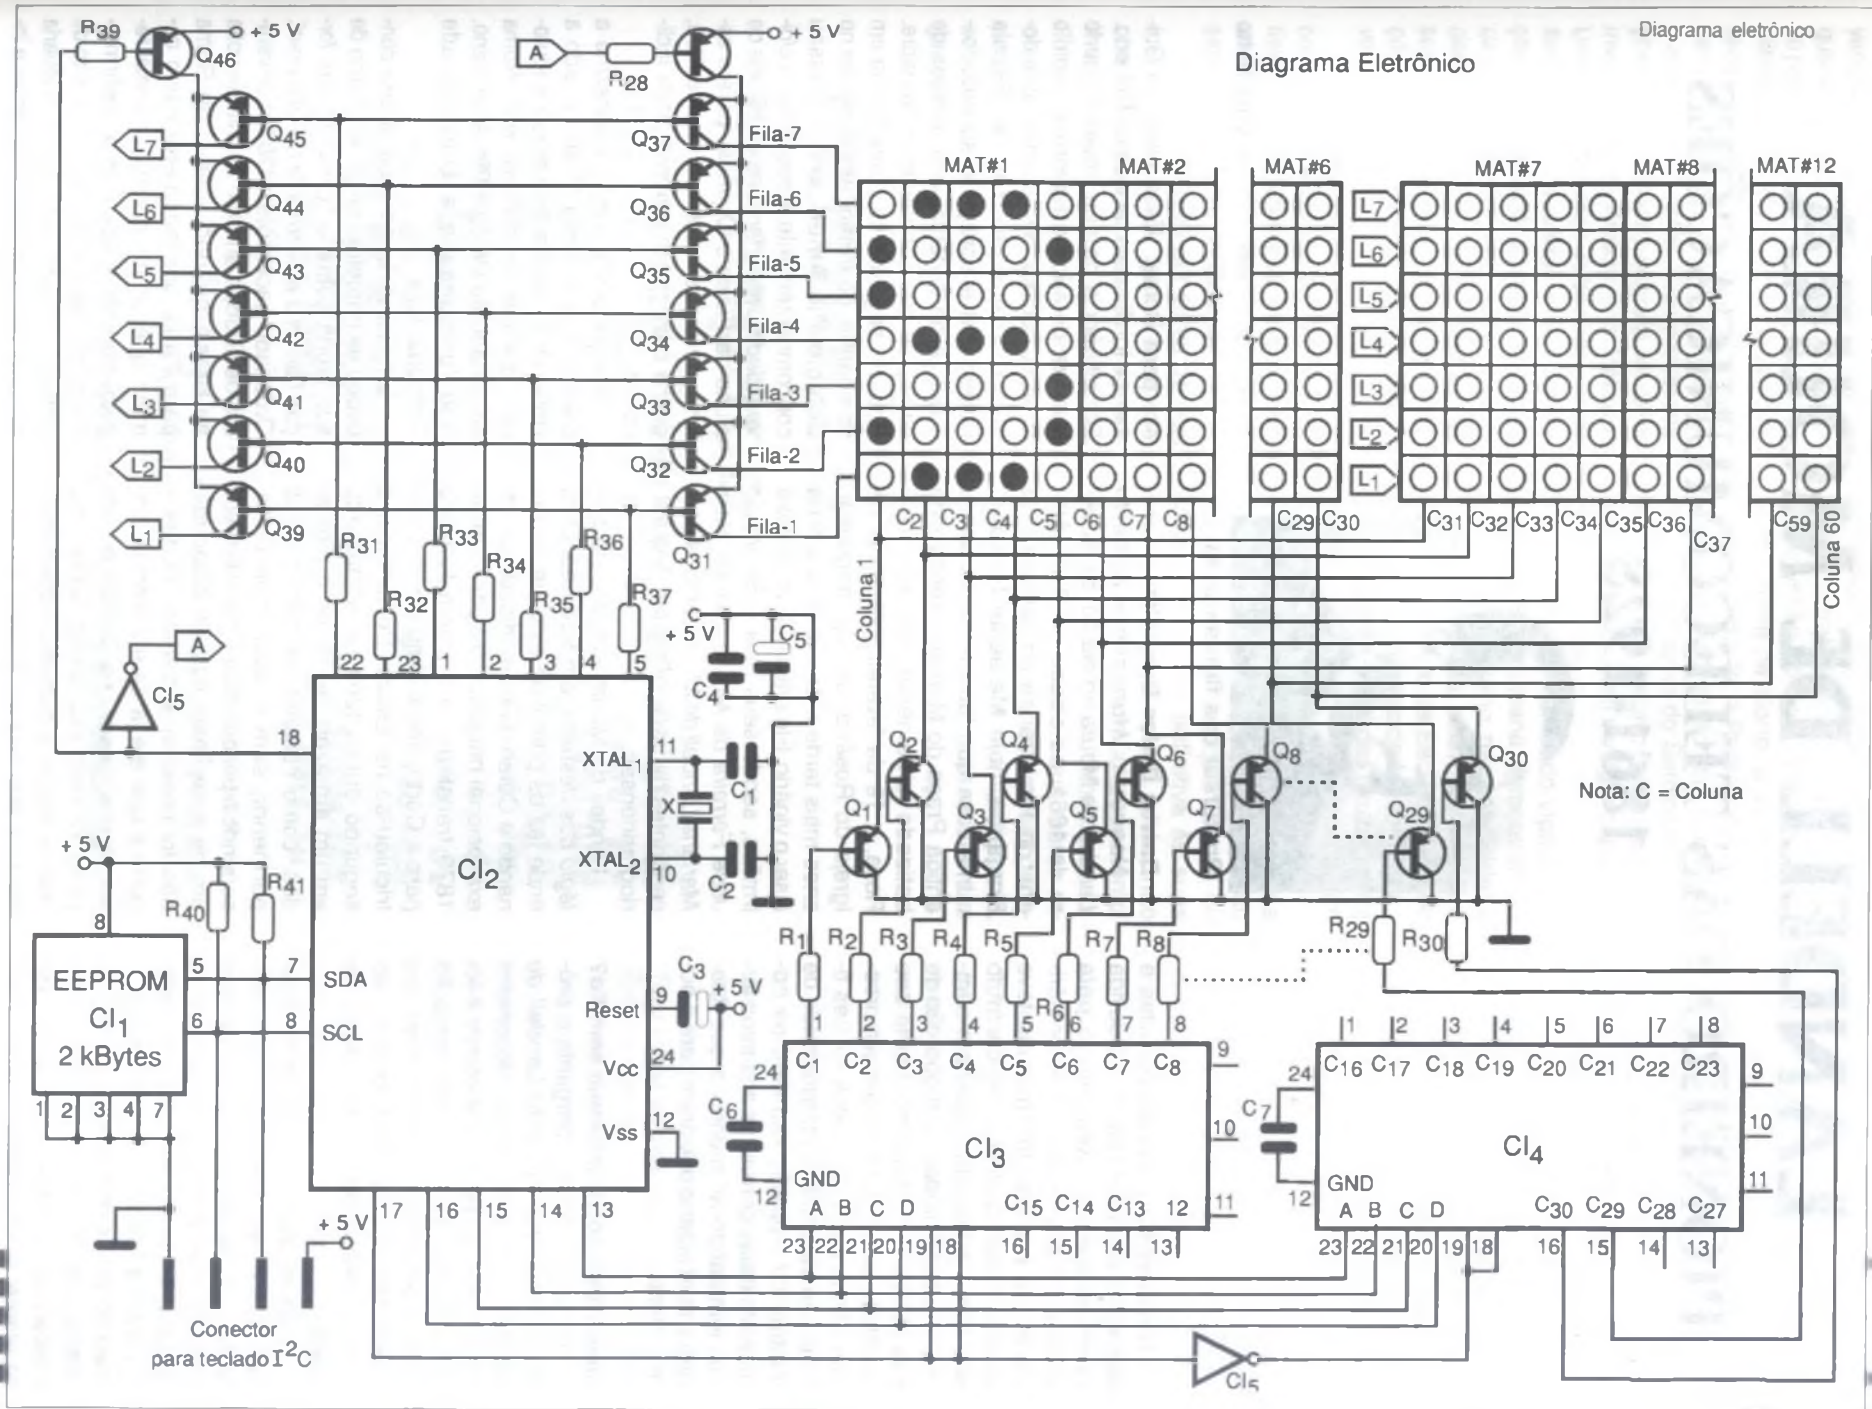 Diagrama eletrônico
Diagrama Eletrônico
R39
+ 5 V
Q46
A
R28
+ 5 V
L7
Q45
Q37
Fila-7
L6
Q44
Q36
Fila-6
L5
Q43
Q35
Fila-5
L4
Q42
Q34
Fila-4
L3
Q41
Q33
Fila-3
L2
Q40
Q32
Fila-2
L1
Q39
Q31
Fila-1
MAT#1 MAT#2 MAT#6 MAT#7 MAT#8 MAT#12
L7
L6
L5
L4
L3
L2
L1
Coluna 1
C2 C3 C4 C5 C6 C7 C8 C29 C30 C31 C32 C33 C34 C35 C36 C37 C59
Coluna 60
R31 R32 R33 R34 R35 R36 R37
22 23 1 2 3 4 5
A
CI5
18
+ 5 V
C4
C5
XTAL1
11
C1
X
XTAL2
10
C2
CI2
Q1 Q2 Q3 Q4 Q5 Q6 Q7 Q8 Q29 Q30
Nota: C = Coluna
+ 5 V
R40
R41
8
EEPROM
CI1
2 kBytes
5
6
7
8
SDA
SCL
1 2 3 4 7
Reset
9
C3
+ 5 V
Vcc
24
Vss
12
17 16 15 14 13
+ 5 V
Conector
para teclado I²C
R1 R2 R3 R4 R5 R6 R7 R8 R29 R30
1 2 3 4 5 6 7 8
C1 C2 C3 C4 C5 C6 C7 C8
24
C6
12
GND
CI3
9
10
11
A B C D C15 C14 C13 12
23 22 21 20 19 18 16 15 14 13
1 2 3 4 5 6 7 8
C16 C17 C18 C19 C20 C21 C22 C23
24
C7
12
GND
CI4
9
10
11
A B C D C30 C29 C28 C27
23 22 21 20 19 18 16 15 14 13
CI5